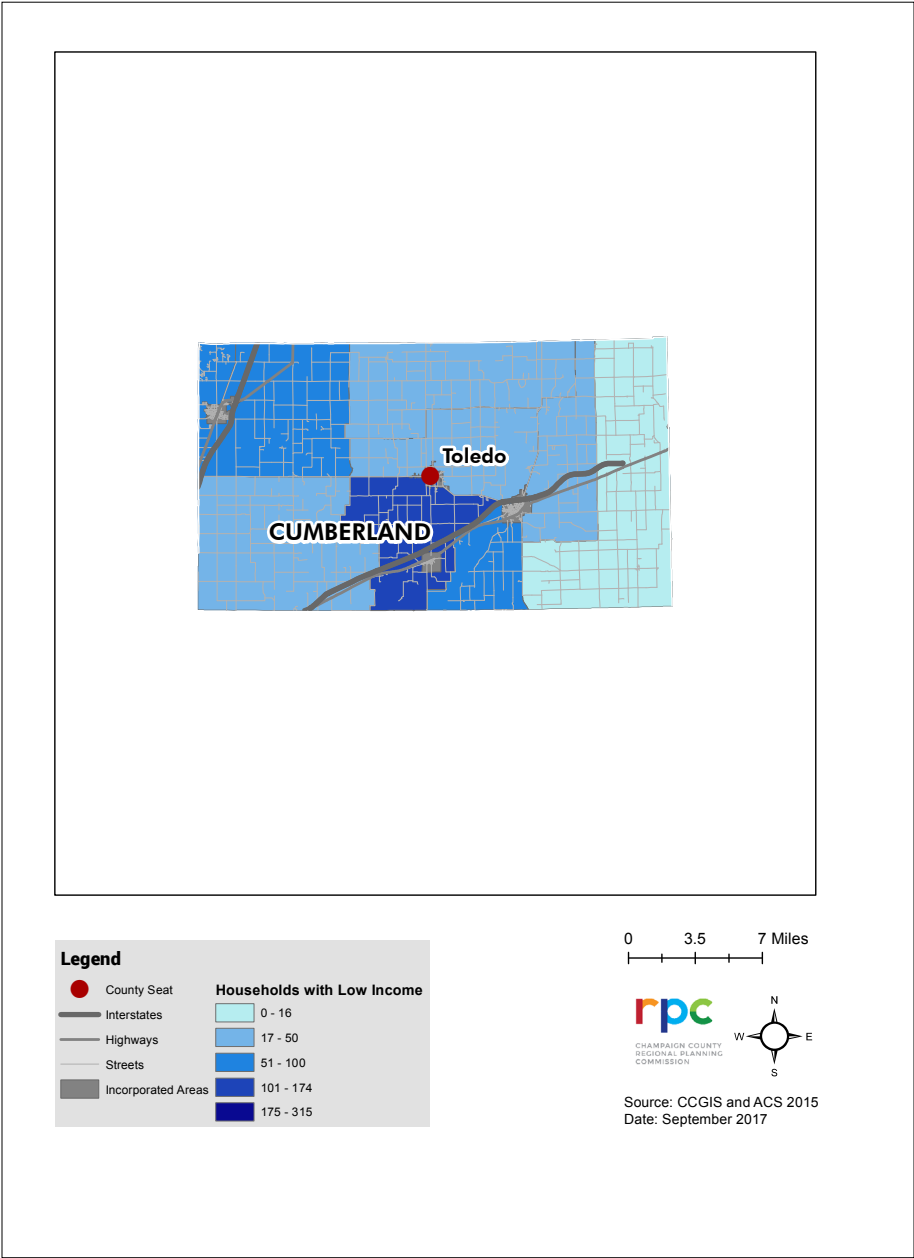 Toledo
CUMBERLAND
Legend
County Seat
Interstates
Highways
Streets
Incorporated Areas
Households with Low Income
0 - 16
17 - 50
51 - 100
101 - 174
175 - 315
0 3.5 7 Miles
rpc
CHAMPAIGN COUNTY
REGIONAL PLANNING
COMMISSION
N
W E
S
Source: CCGIS and ACS 2015
Date: September 2017